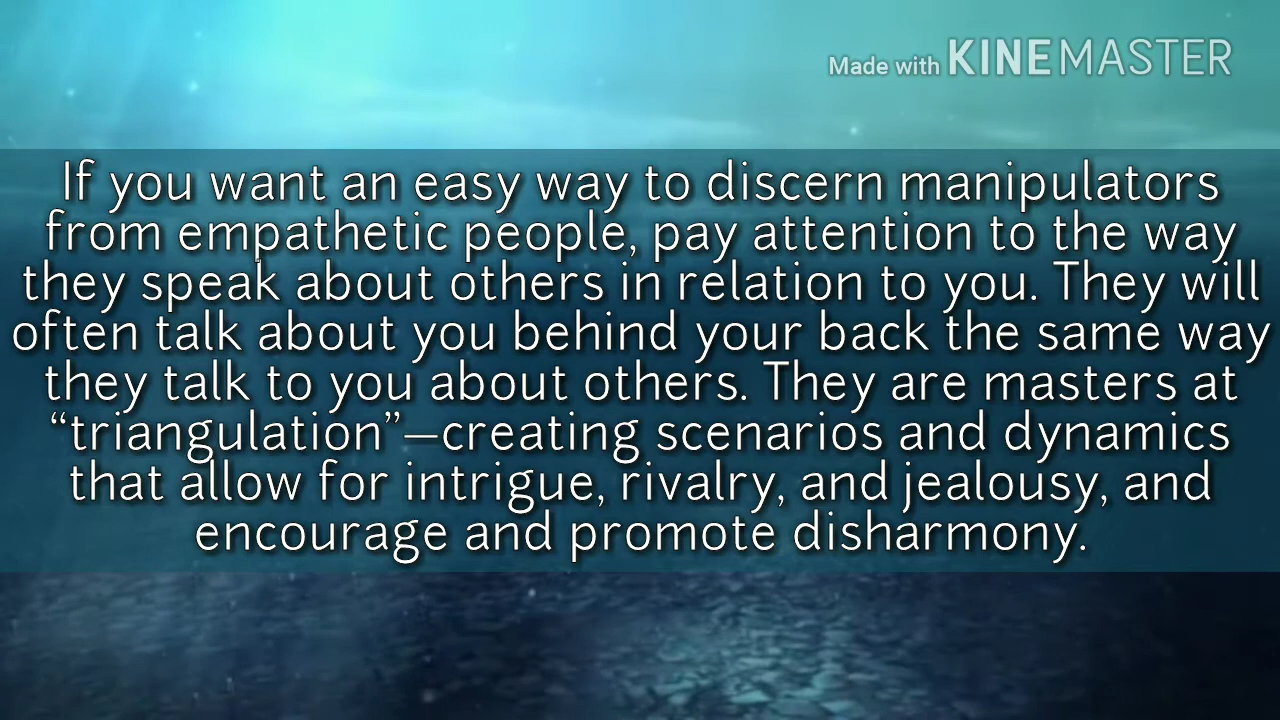 Made with KINEMASTER
If you want an easy way to discern manipulators
from empathetic people, pay attention to the way
they speak about others in relation to you. They will
often talk about you behind your back the same way
they talk to you about others. They are masters at
“triangulation”—creating scenarios and dynamics
that allow for intrigue, rivalry, and jealousy, and
encourage and promote disharmony.